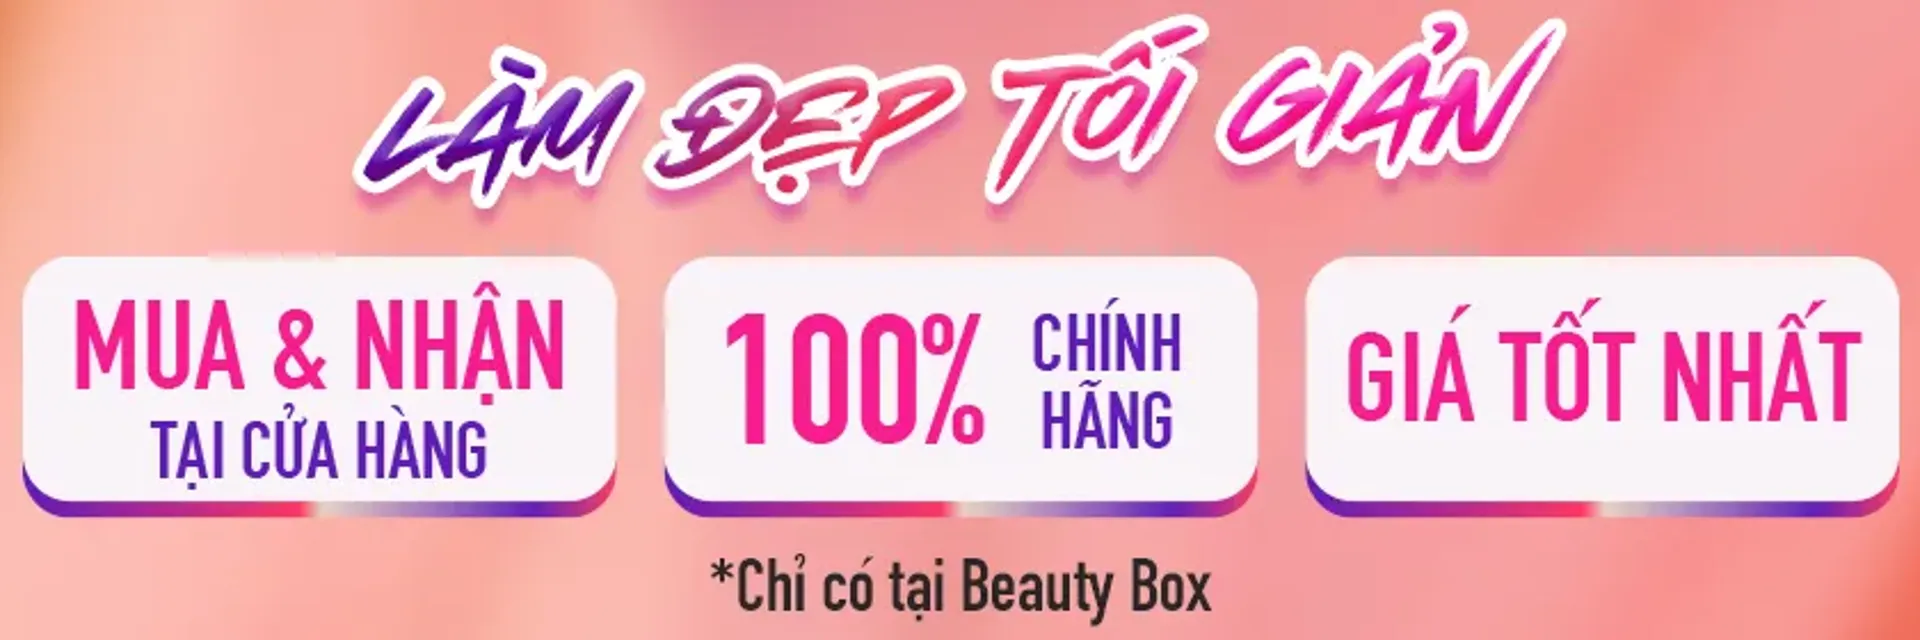 LÀM ĐẸP TỐI GIẢN
MUA & NHẬN
TẠI CỬA HÀNG
100%
CHÍNH
HÃNG
GIÁ TỐT NHẤT
*Chỉ có tại Beauty Box